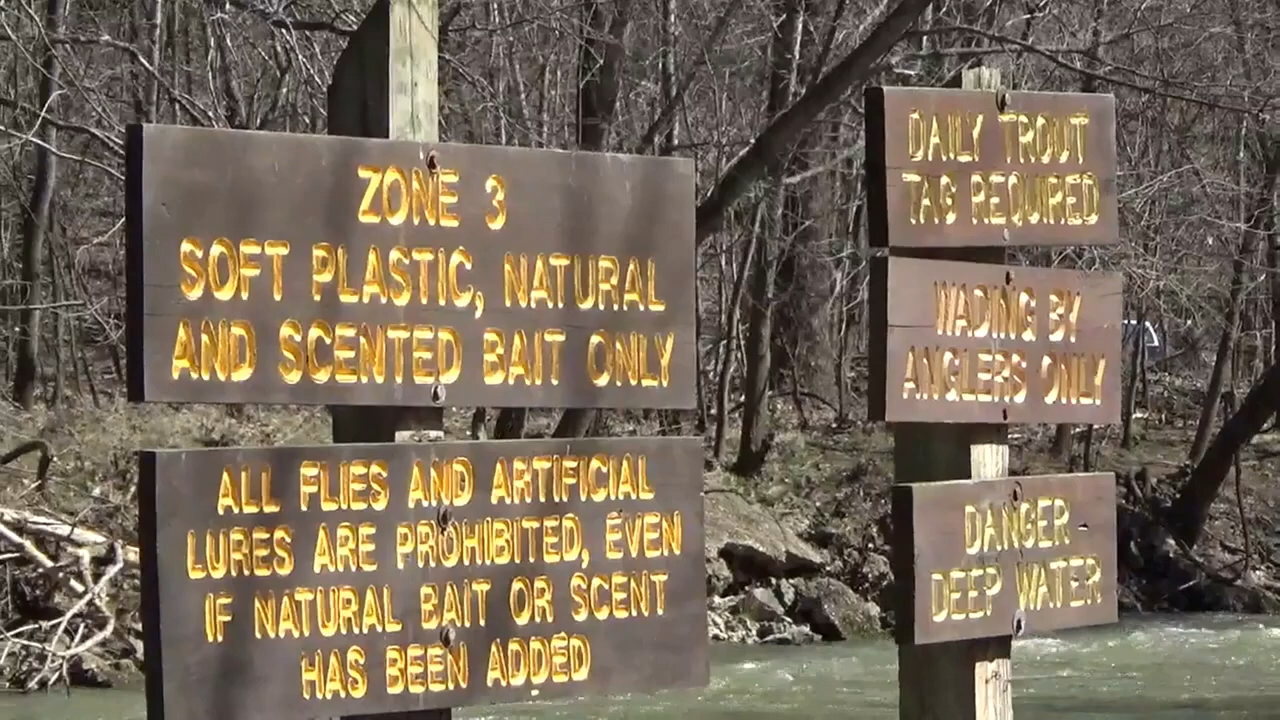 ZONE 3
SOFT PLASTIC, NATURAL
AND SCENTED BAIT ONLY
ALL FLIES AND ARTIFICIAL
LURES ARE PROHIBITED, EVEN
IF NATURAL BAIT OR SCENT
HAS BEEN ADDED
DAILY TROUT
TAG REQUIRED
WADING BY
ANGLERS ONLY
DANGER -
DEEP WATER